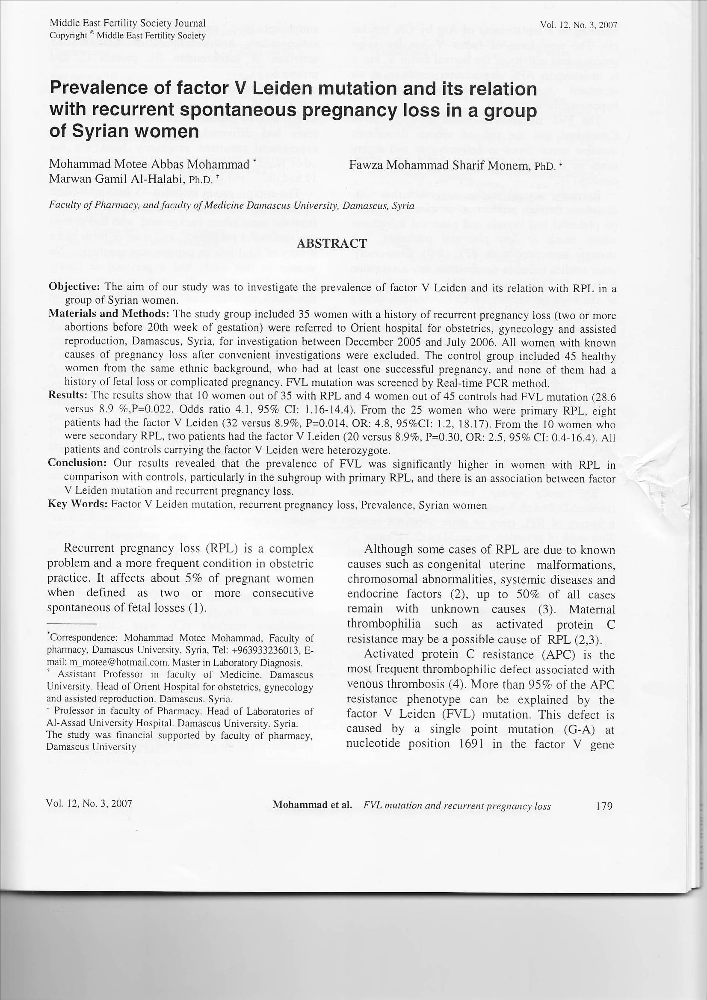 Middle East Fertility Society Journal
Copyright © Middle East Fertility Society
Vol. 12, No. 3, 2007
Prevalence of factor V Leiden mutation and its relation
with recurrent spontaneous pregnancy loss in a group
of Syrian women
Mohammad Motee Abbas Mohammad *
Marwan Gamil Al-Halabi, Ph.D. †
Fawza Mohammad Sharif Monem, PhD. ‡
Faculty of Pharmacy, and faculty of Medicine Damascus University, Damascus, Syria
ABSTRACT
Objective: The aim of our study was to investigate the prevalence of factor V Leiden and its relation with RPL in a
group of Syrian women.
Materials and Methods: The study group included 35 women with a history of recurrent pregnancy loss (two or more
abortions before 20th week of gestation) were referred to Orient hospital for obstetrics, gynecology and assisted
reproduction, Damascus, Syria, for investigation between December 2005 and July 2006. All women with known
causes of pregnancy loss after convenient investigations were excluded. The control group included 45 healthy
women from the same ethnic background, who had at least one successful pregnancy, and none of them had a
history of fetal loss or complicated pregnancy. FVL mutation was screened by Real-time PCR method.
Results: The results show that 10 women out of 35 with RPL and 4 women out of 45 controls had FVL mutation (28.6
versus 8.9 %,P=0.022, Odds ratio 4.1, 95% CI: 1.16-14.4). From the 25 women who were primary RPL, eight
patients had the factor V Leiden (32 versus 8.9%, P=0.014, OR: 4.8, 95%CI: 1.2, 18.17). From the 10 women who
were secondary RPL, two patients had the factor V Leiden (20 versus 8.9%, P=0.30, OR: 2.5, 95% CI: 0.4-16.4). All
patients and controls carrying the factor V Leiden were heterozygote.
Conclusion: Our results revealed that the prevalence of FVL was significantly higher in women with RPL in
comparison with controls, particularly in the subgroup with primary RPL, and there is an association between factor
V Leiden mutation and recurrent pregnancy loss.
Key Words: Factor V Leiden mutation, recurrent pregnancy loss, Prevalence, Syrian women
Recurrent pregnancy loss (RPL) is a complex
problem and a more frequent condition in obstetric
practice. It affects about 5% of pregnant women
when defined as two or more consecutive
spontaneous of fetal losses (1).
*Correspondence: Mohammad Motee Mohammad, Faculty of
pharmacy, Damascus University, Syria, Tel: +963933236013, E-
mail: m_motee@hotmail.com. Master in Laboratory Diagnosis.
† Assistant Professor in faculty of Medicine. Damascus
University. Head of Orient Hospital for obstetrics, gynecology
and assisted reproduction. Damascus. Syria.
‡ Professor in faculty of Pharmacy. Head of Laboratories of
Al-Assad University Hospital. Damascus University. Syria.
The study was financial supported by faculty of pharmacy,
Damascus University
Although some cases of RPL are due to known
causes such as congenital uterine malformations,
chromosomal abnormalities, systemic diseases and
endocrine factors (2), up to 50% of all cases
remain with unknown causes (3). Maternal
thrombophilia such as activated protein C
resistance may be a possible cause of RPL (2,3).
Activated protein C resistance (APC) is the
most frequent thrombophilic defect associated with
venous thrombosis (4). More than 95% of the APC
resistance phenotype can be explained by the
factor V Leiden (FVL) mutation. This defect is
caused by a single point mutation (G-A) at
nucleotide position 1691 in the factor V gene
Vol. 12, No. 3, 2007
Mohammad et al. FVL mutation and recurrent pregnancy loss
179